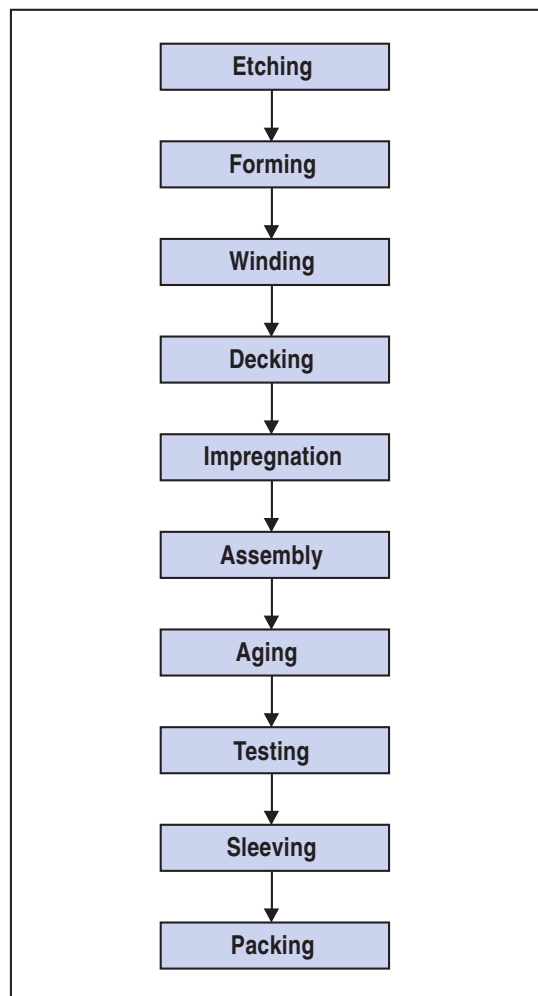 Etching
Forming
Winding
Decking
Impregnation
Assembly
Aging
Testing
Sleeving
Packing